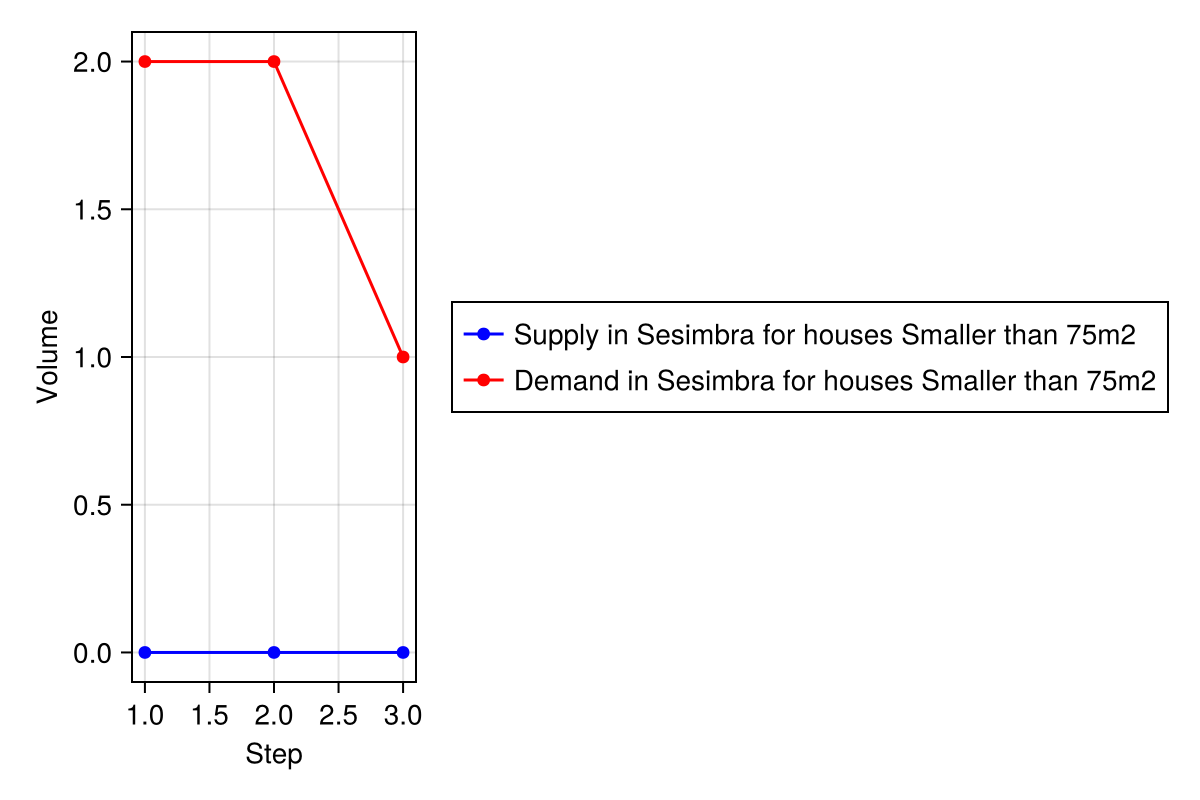 2.0
1.5
1.0
0.5
0.0
Volume
1.0 1.5 2.0 2.5 3.0
Step
Supply in Sesimbra for houses Smaller than 75m2
Demand in Sesimbra for houses Smaller than 75m2